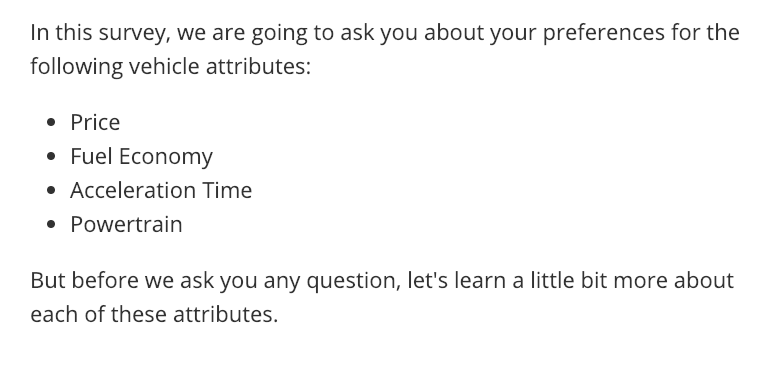 In this survey, we are going to ask you about your preferences for the
following vehicle attributes:
• Price
• Fuel Economy
• Acceleration Time
• Powertrain
But before we ask you any question, let's learn a little bit more about
each of these attributes.